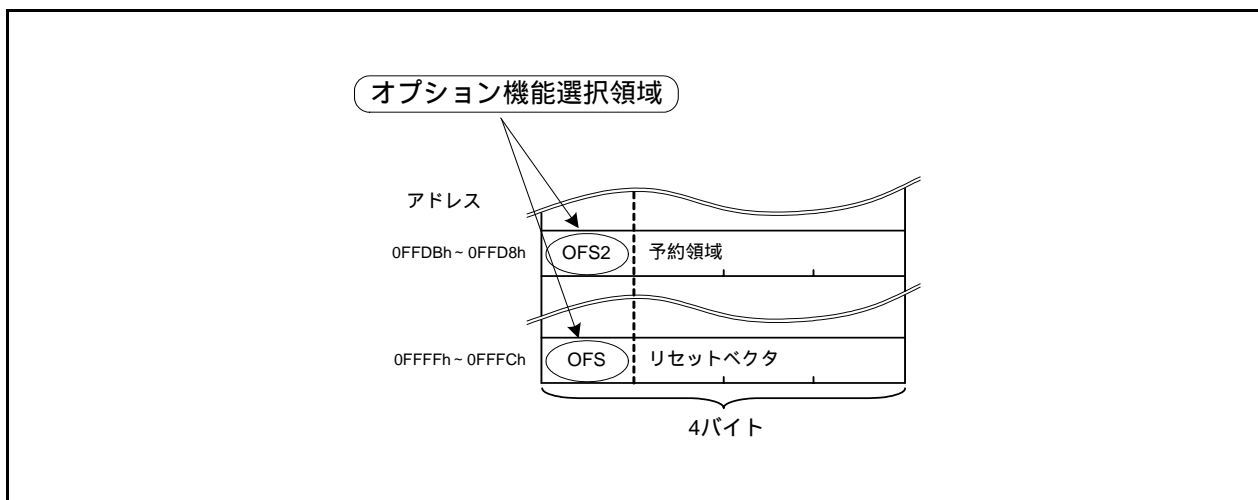 オプション機能選択領域
アドレス
0FFDBh~0FFD8h OFS2 予約領域
0FFFFh~0FFFCh OFS リセットベクタ
4バイト